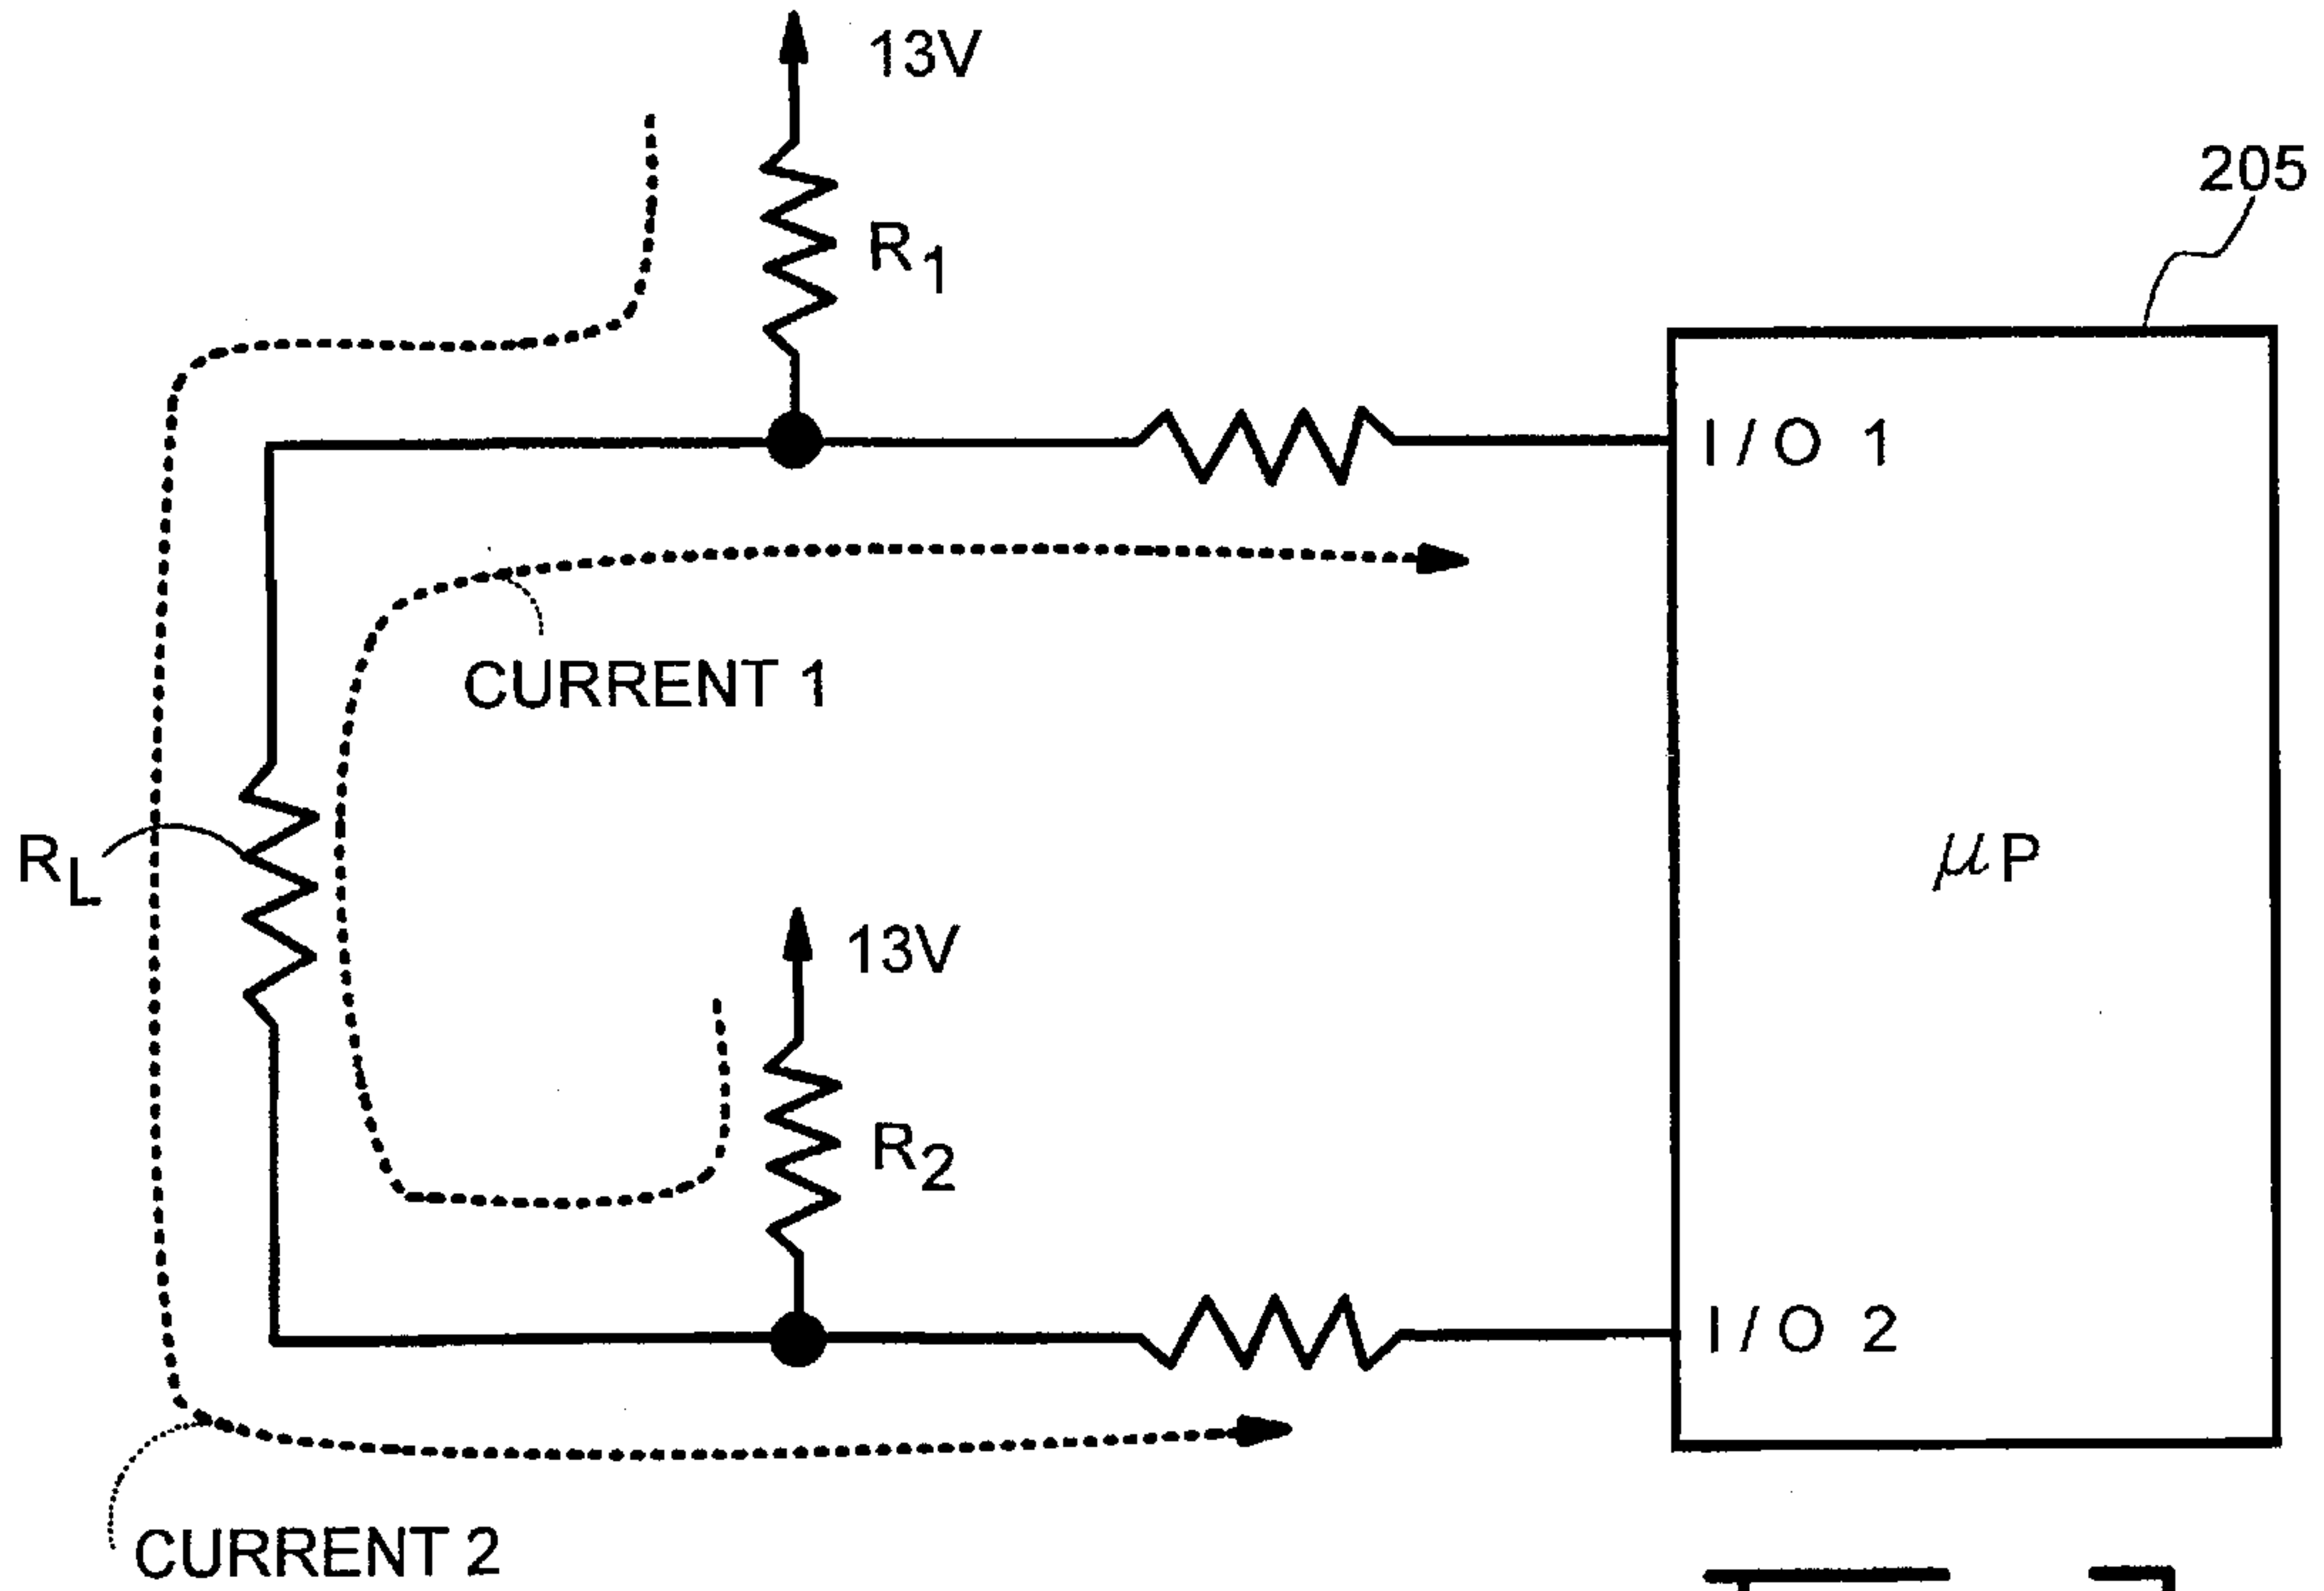 13V
205
R1
I/O 1
CURRENT 1
RL
μP
13V
R2
I/O 2
CURRENT 2